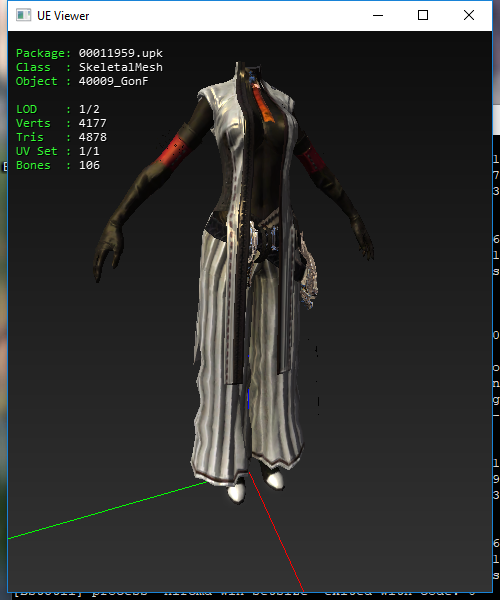 UE Viewer
Package: 00011959.upk
Class : SkeletalMesh
Object : 40009_GonF
LOD : 1/2
Verts : 4177
Tris : 4878
UV Set : 1/1
Bones : 106